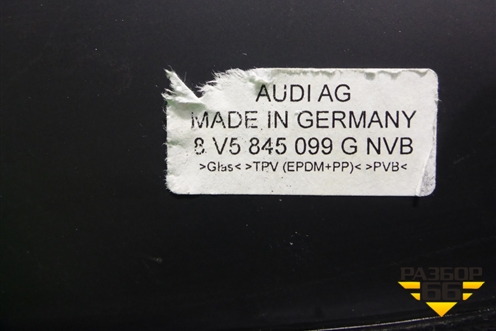 AUDI AG
MADE IN GERMANY
8 V5 845 099 G NVB
>Glas< >TPV (EPDM+PP)< >PVB<
РАЗБОР
66